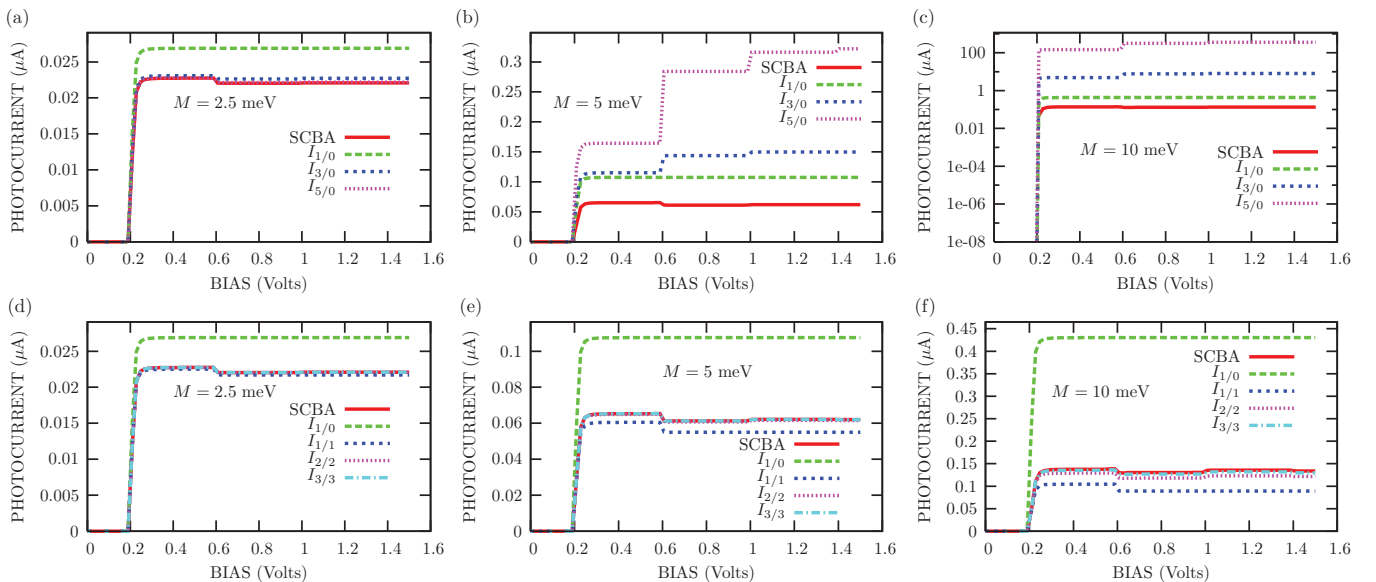 (a)
PHOTOCURRENT (μA)
0.025
0.02
0.015
0.01
0.005
0
M = 2.5 meV
SCBA
I1/0
I3/0
I5/0
0 0.2 0.4 0.6 0.8 1 1.2 1.4 1.6
BIAS (Volts)
(b)
PHOTOCURRENT (μA)
0.3
0.25
0.2
0.15
0.1
0.05
0
M = 5 meV
SCBA
I1/0
I3/0
I5/0
0 0.2 0.4 0.6 0.8 1 1.2 1.4 1.6
BIAS (Volts)
(c)
PHOTOCURRENT (μA)
100
1
0.01
1e-04
1e-06
1e-08
M = 10 meV
SCBA
I1/0
I3/0
I5/0
0 0.2 0.4 0.6 0.8 1 1.2 1.4 1.6
BIAS (Volts)
(d)
PHOTOCURRENT (μA)
0.025
0.02
0.015
0.01
0.005
0
M = 2.5 meV
SCBA
I1/0
I1/1
I2/2
I3/3
0 0.2 0.4 0.6 0.8 1 1.2 1.4 1.6
BIAS (Volts)
(e)
PHOTOCURRENT (μA)
0.1
0.08
0.06
0.04
0.02
0
M = 5 meV
SCBA
I1/0
I1/1
I2/2
I3/3
0 0.2 0.4 0.6 0.8 1 1.2 1.4 1.6
BIAS (Volts)
(f)
PHOTOCURRENT (μA)
0.45
0.4
0.35
0.3
0.25
0.2
0.15
0.1
0.05
0
M = 10 meV
SCBA
I1/0
I1/1
I2/2
I3/3
0 0.2 0.4 0.6 0.8 1 1.2 1.4 1.6
BIAS (Volts)